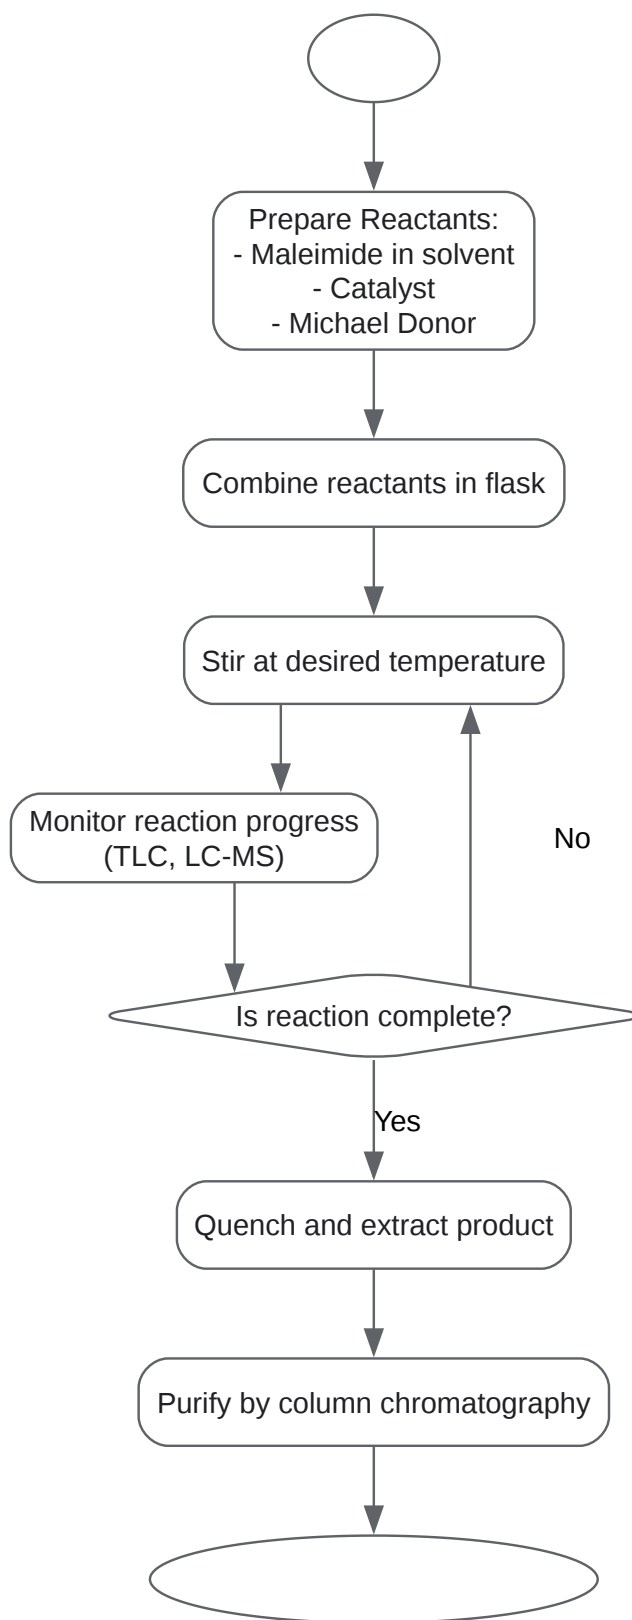 Prepare Reactants:
- Maleimide in solvent
- Catalyst
- Michael Donor
Combine reactants in flask
Stir at desired temperature
Monitor reaction progress
(TLC, LC-MS)
No
Is reaction complete?
Yes
Quench and extract product
Purify by column chromatography